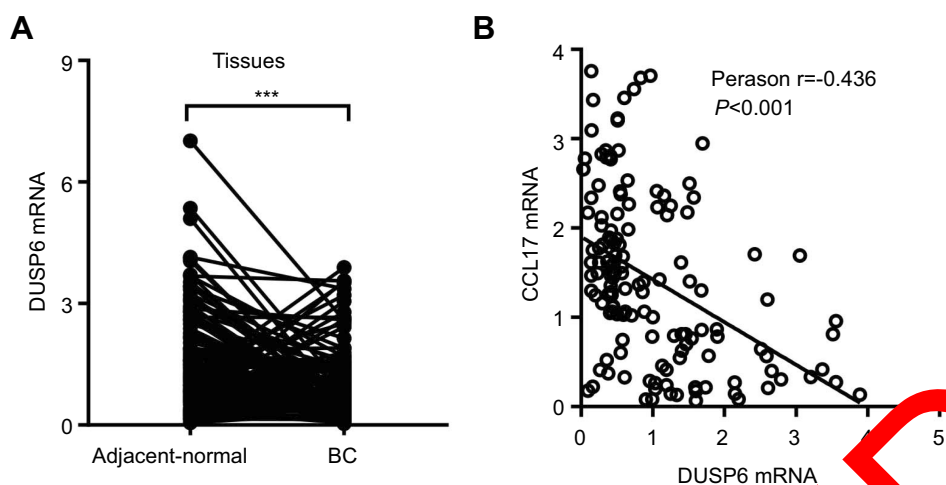 A
Tissues
***
9
6
3
0
DUSP6 mRNA
Adjacent-normal
BC
B
Perason r=-0.436
P<0.001
4
3
2
1
0
CCL17 mRNA
0
1
2
3
4
5
DUSP6 mRNA